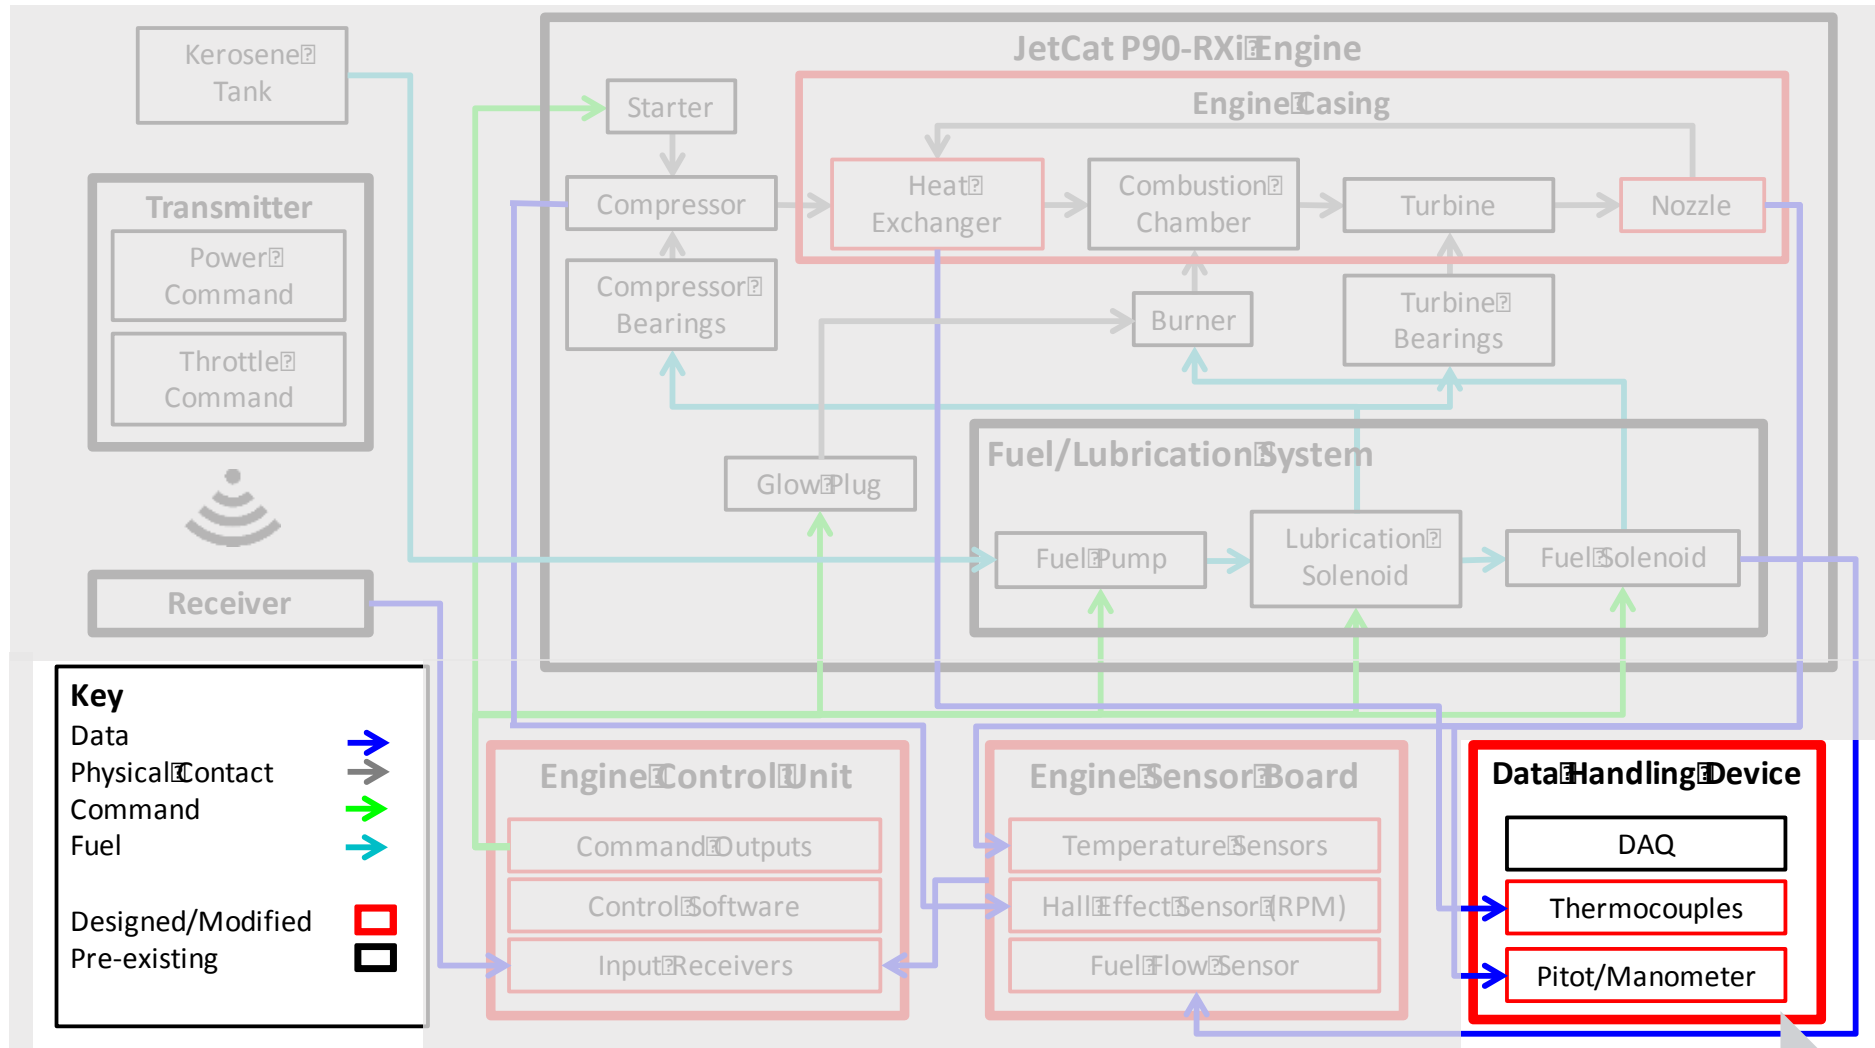 Kerosene
Tank
JetCat P90-RXi Engine
Engine Casing
Starter
Heat
Exchanger
Combustion
Chamber
Compressor
Turbine
Nozzle
Transmitter
Power
Command
Throttle
Command
Compressor
Bearings
Burner
Turbine
Bearings
Fuel/Lubrication System
Glow Plug
Fuel Pump
Lubrication
Solenoid
Fuel Solenoid
Receiver
Key
Data
Physical Contact
Command
Fuel
Designed/Modified
Pre-existing
Engine Control Unit
Command Outputs
Control Software
Input Receivers
Engine Sensor Board
Temperature Sensors
Hall Effect Sensor (RPM)
Fuel Flow Sensor
Data Handling Device
DAQ
Thermocouples
Pitot/Manometer